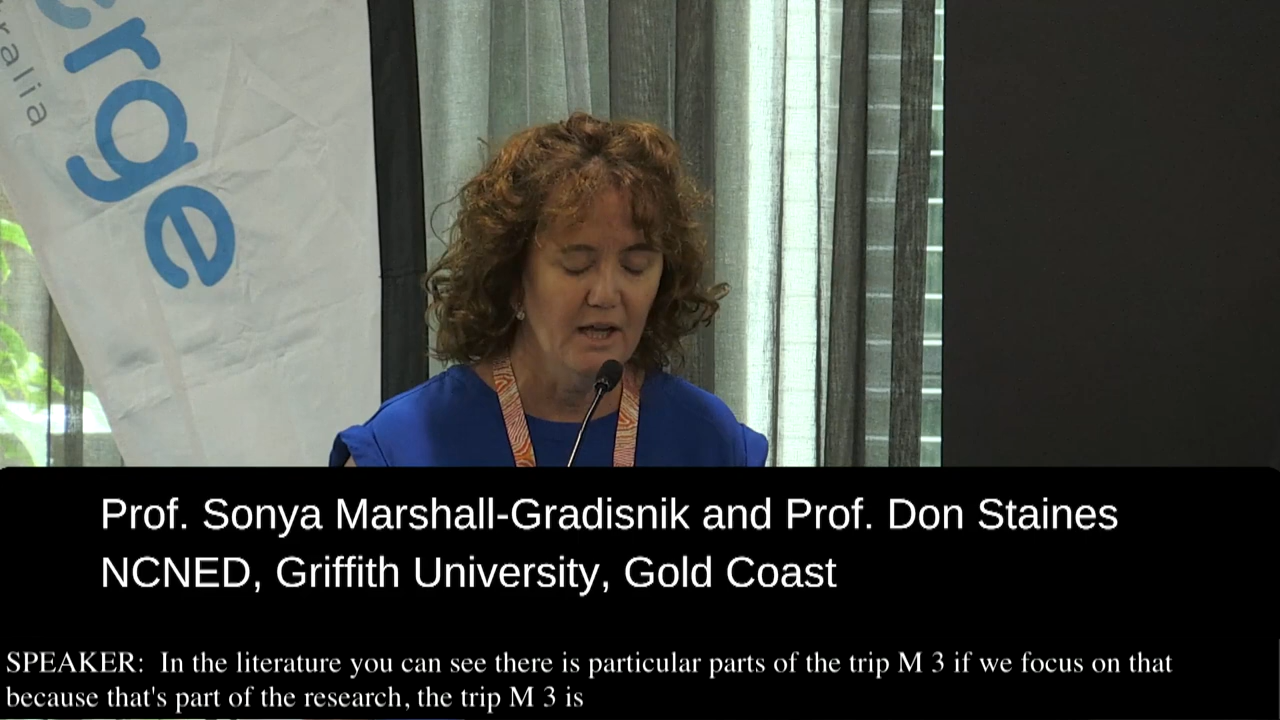 erge
ralia
Prof. Sonya Marshall-Gradisnik and Prof. Don Staines
NCNED, Griffith University, Gold Coast
SPEAKER:  In the literature you can see there is particular parts of the trip M 3 if we focus on that
because that's part of the research, the trip M 3 is